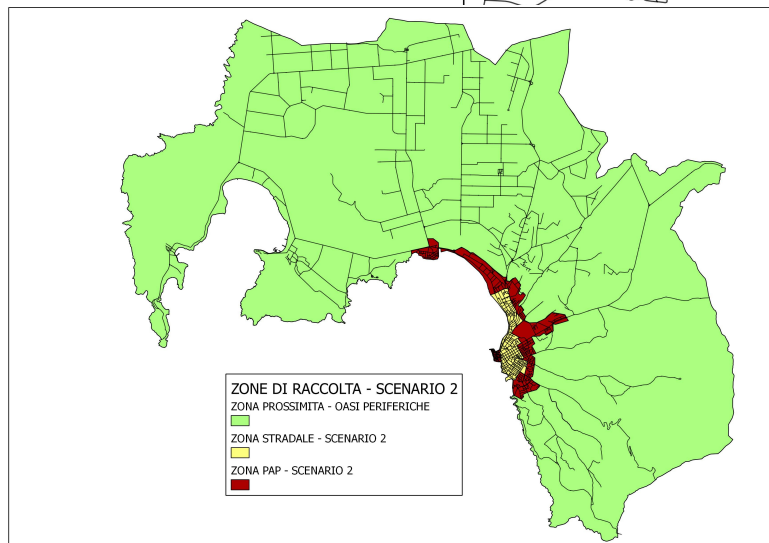 ZONE DI RACCOLTA - SCENARIO 2
ZONA PROSSIMITA - OASI PERIFERICHE
ZONA STRADALE - SCENARIO 2
ZONA PAP - SCENARIO 2